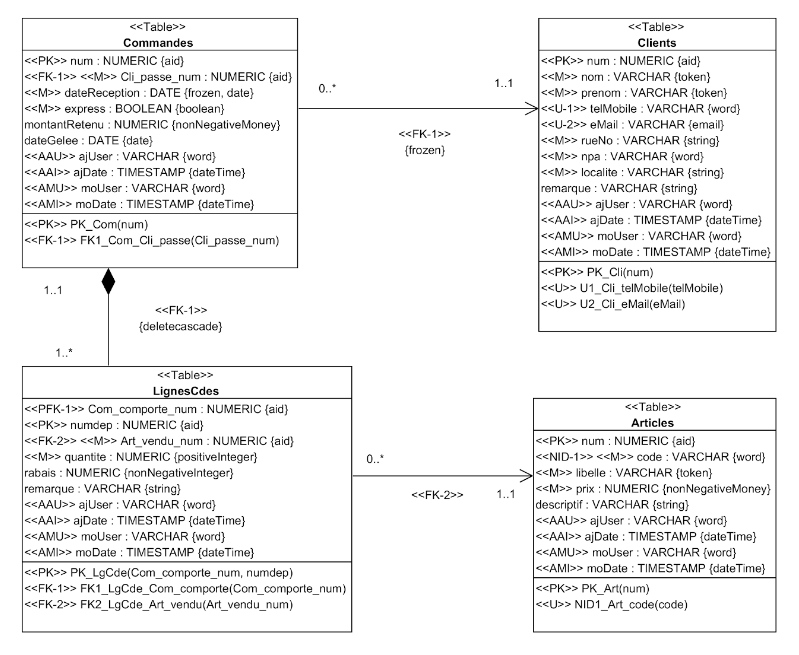 <<Table>>
Commandes
<<PK>> num : NUMERIC {aid}
<<FK-1>> <<M>> Cli_passe_num : NUMERIC {aid}
<<M>> dateReception : DATE {frozen, date}
<<M>> express : BOOLEAN {boolean}
montantRetenu : NUMERIC {nonNegativeMoney}
dateGelee : DATE {date}
<<AAU>> ajUser : VARCHAR {word}
<<AAI>> ajDate : TIMESTAMP {dateTime}
<<AMU>> moUser : VARCHAR {word}
<<AMI>> moDate : TIMESTAMP {dateTime}
<<PK>> PK_Com(num)
<<FK-1>> FK1_Com_Cli_passe(Cli_passe_num)
0..*
1..1
<<FK-1>>
{frozen}
<<Table>>
Clients
<<PK>> num : NUMERIC {aid}
<<M>> nom : VARCHAR {token}
<<M>> prenom : VARCHAR {token}
<<U-1>> telMobile : VARCHAR {word}
<<U-2>> eMail : VARCHAR {email}
<<M>> rueNo : VARCHAR {string}
<<M>> npa : VARCHAR {word}
<<M>> localite : VARCHAR {string}
remarque : VARCHAR {string}
<<AAU>> ajUser : VARCHAR {word}
<<AAI>> ajDate : TIMESTAMP {dateTime}
<<AMU>> moUser : VARCHAR {word}
<<AMI>> moDate : TIMESTAMP {dateTime}
<<PK>> PK_Cli(num)
<<U>> U1_Cli_telMobile(telMobile)
<<U>> U2_Cli_eMail(eMail)
1..1
<<FK-1>>
{deletecascade}
1..*
<<Table>>
LignesCdes
<<PFK-1>> Com_comporte_num : NUMERIC {aid}
<<PK>> numdep : NUMERIC {aid}
<<FK-2>> <<M>> Art_vendu_num : NUMERIC {aid}
<<M>> quantite : NUMERIC {positiveInteger}
rabais : NUMERIC {nonNegativeInteger}
remarque : VARCHAR {string}
<<AAU>> ajUser : VARCHAR {word}
<<AAI>> ajDate : TIMESTAMP {dateTime}
<<AMU>> moUser : VARCHAR {word}
<<AMI>> moDate : TIMESTAMP {dateTime}
<<PK>> PK_LgCde(Com_comporte_num, numdep)
<<FK-1>> FK1_LgCde_Com_comporte(Com_comporte_num)
<<FK-2>> FK2_LgCde_Art_vendu(Art_vendu_num)
0..*
<<FK-2>>
1..1
<<Table>>
Articles
<<PK>> num : NUMERIC {aid}
<<NID-1>> <<M>> code : VARCHAR {word}
<<M>> libelle : VARCHAR {token}
<<M>> prix : NUMERIC {nonNegativeMoney}
descriptif : VARCHAR {string}
<<AAU>> ajUser : VARCHAR {word}
<<AAI>> ajDate : TIMESTAMP {dateTime}
<<AMU>> moUser : VARCHAR {word}
<<AMI>> moDate : TIMESTAMP {dateTime}
<<PK>> PK_Art(num)
<<U>> NID1_Art_code(code)